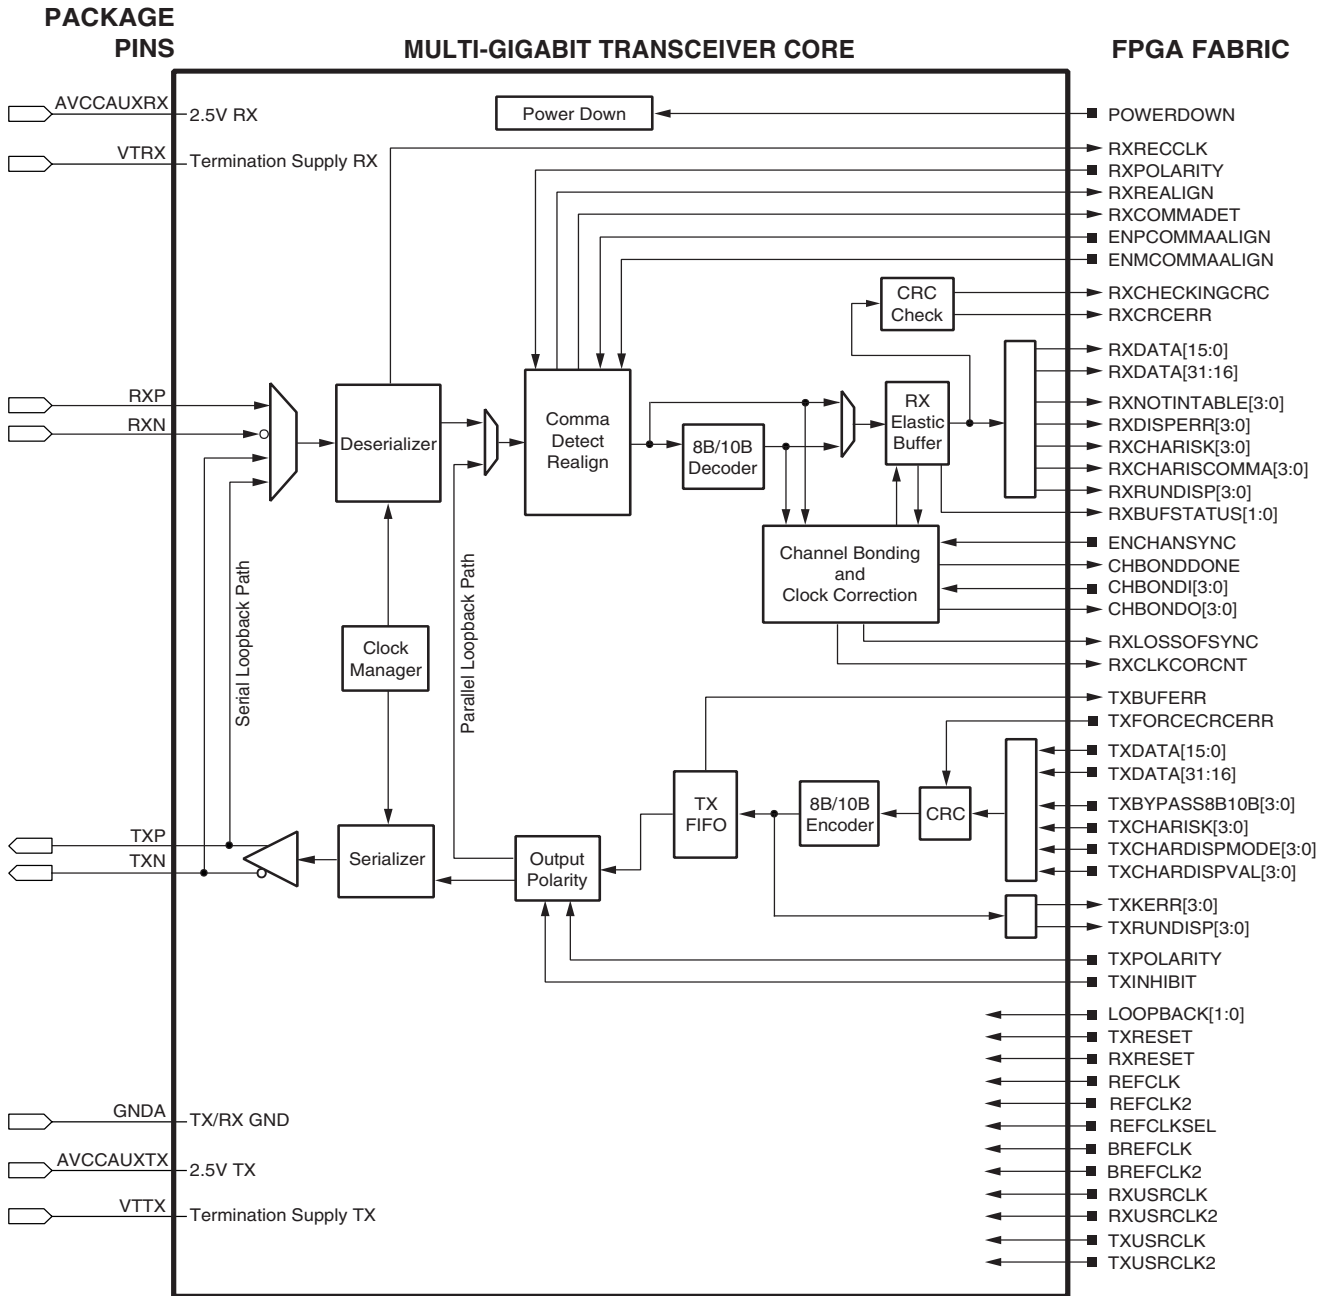 PACKAGE
PINS
MULTI-GIGABIT TRANSCEIVER CORE
FPGA FABRIC
AVCCAUXRX
2.5V RX
VTRX
Termination Supply RX
Power Down
POWERDOWN
RXRECCLK
RXPOLARITY
RXREALIGN
RXCOMMADET
ENPCOMMAALIGN
ENMCOMMAALIGN
CRC
Check
RXCHECKINGCRC
RXCRCERR
RXDATA[15:0]
RXDATA[31:16]
RXNOTINTABLE[3:0]
RXDISPERR[3:0]
RXCHARISK[3:0]
RXCHARISCOMMA[3:0]
RXRUNDISP[3:0]
RXBUFSTATUS[1:0]
RXP
RXN
Deserializer
Comma
Detect
Realign
8B/10B
Decoder
RX
Elastic
Buffer
Channel Bonding
and
Clock Correction
ENCHANSYNC
CHBONDDONE
CHBONDI[3:0]
CHBONDO[3:0]
RXLOSSOFSYNC
RXCLKCORCNT
Serial Loopback Path
Clock
Manager
Parallel Loopback Path
TXBUFERR
TXFORCECRCERR
TXDATA[15:0]
TXDATA[31:16]
TXBYPASS8B10B[3:0]
TXCHARISK[3:0]
TXCHARDISPMODE[3:0]
TXCHARDISPVAL[3:0]
TXKERR[3:0]
TXRUNDISP[3:0]
TXPOLARITY
TXINHIBIT
TX
FIFO
8B/10B
Encoder
CRC
TXP
TXN
Serializer
Output
Polarity
LOOPBACK[1:0]
TXRESET
RXRESET
REFCLK
REFCLK2
REFCLKSEL
BREFCLK
BREFCLK2
RXUSRCLK
RXUSRCLK2
TXUSRCLK
TXUSRCLK2
GNDA
TX/RX GND
AVCCAUXTX
2.5V TX
VTTX
Termination Supply TX